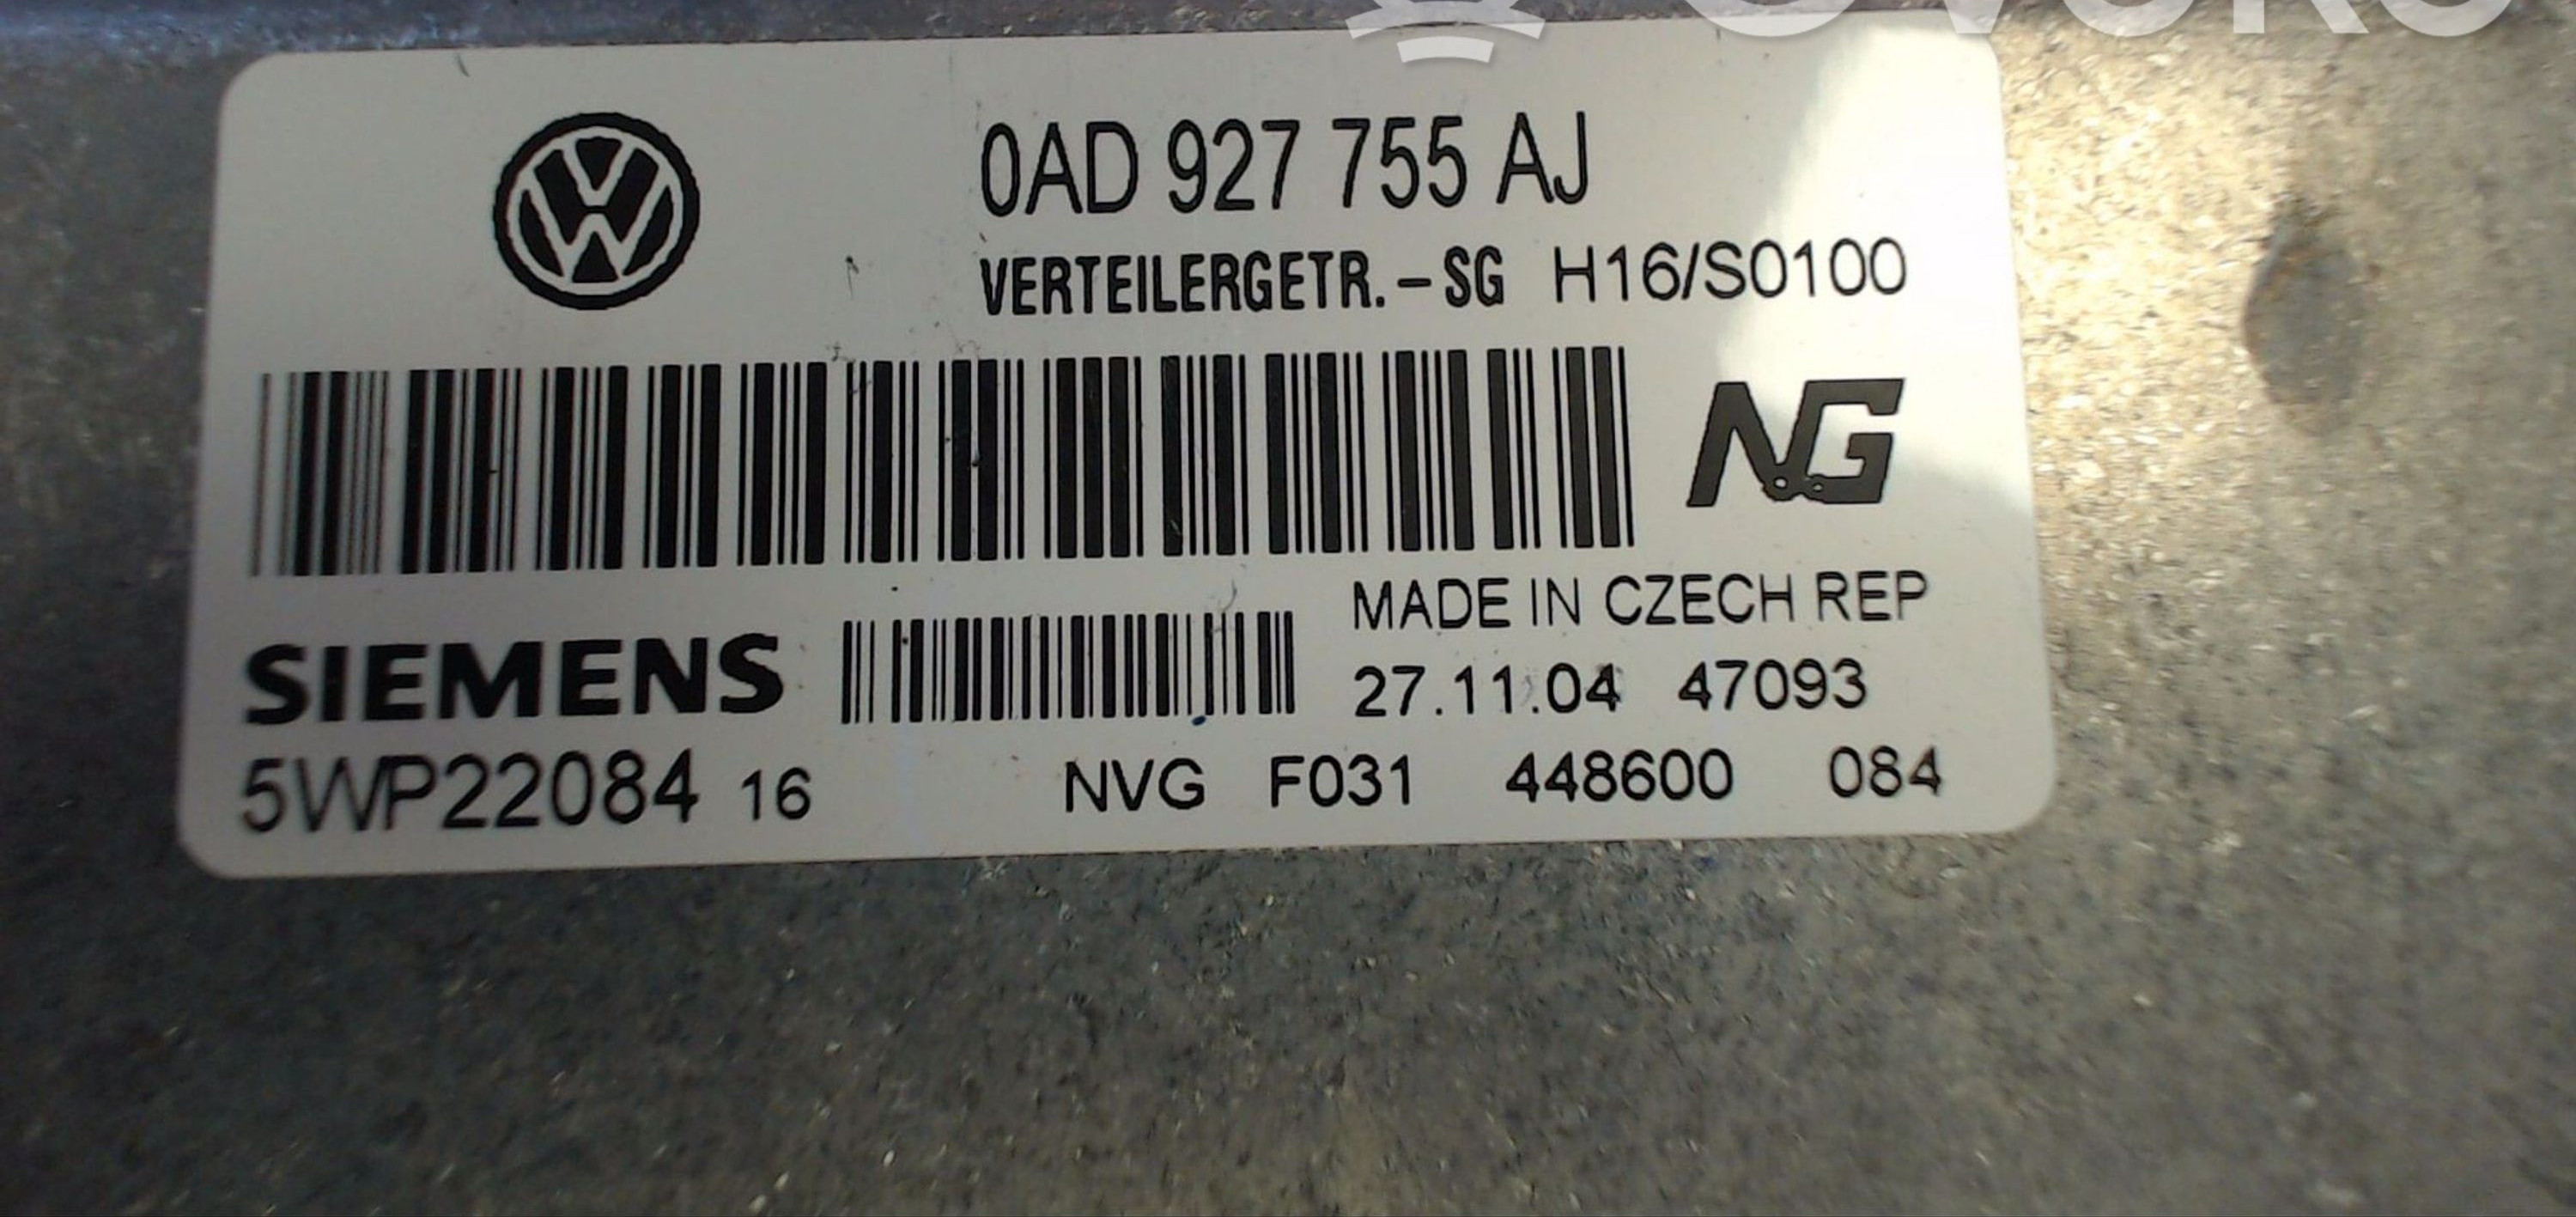 0AD 927 755 AJ
VERTEILERGETR.-SG H16/S0100
NG
MADE IN CZECH REP
SIEMENS
27.11.04 47093
5WP22084 16 NVG F031 448600 084